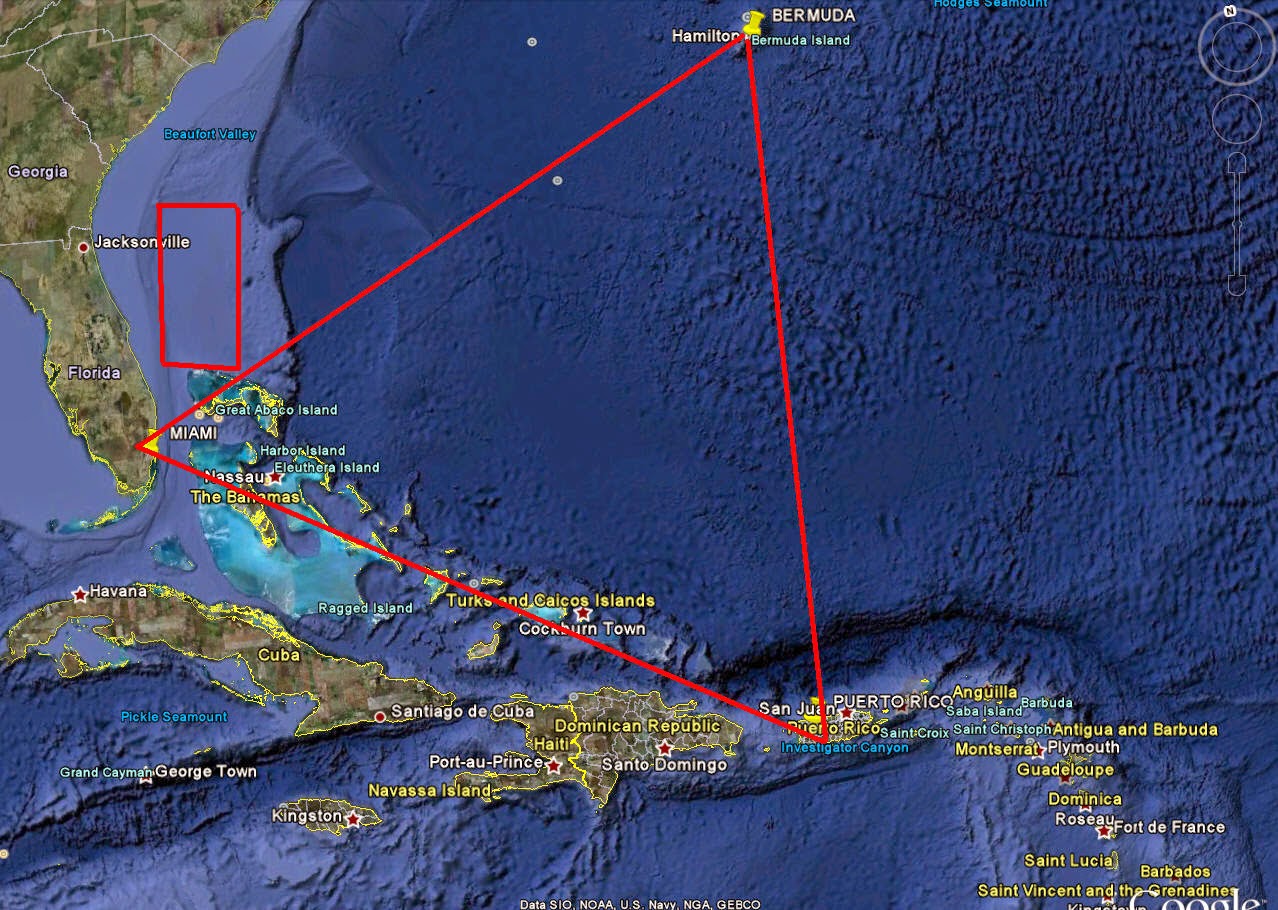 Hodges Seamount
N
BERMUDA
Hamilton
Bermuda Island
Beaufort Valley
Georgia
Jacksonville
Florida
Great Abaco Island
MIAMI
Harbor Island
Eleuthera Island
Nassau
The Bahamas
Havana
Turks and Caicos Islands
Ragged Island
Cockburn Town
Cuba
Anguilla
San Juan
PUERTO RICO
Barbuda
Saba Island
Santiago de Cuba
Pickle Seamount
Dominican Republic
Puerto Rico
Saint Croix
Saint Christoph
Antigua and Barbuda
Haiti
Investigator Canyon
Montserrat
Plymouth
Port-au-Prince
Santo Domingo
Grand Cayman
George Town
Guadeloupe
Navassa Island
Dominica
Kingston
Roseau
Fort de France
Saint Lucia
Barbados
Saint Vincent and the Grenadines
Data SIO, NOAA, U.S. Navy, NGA, GEBCO
Kingstown
Google